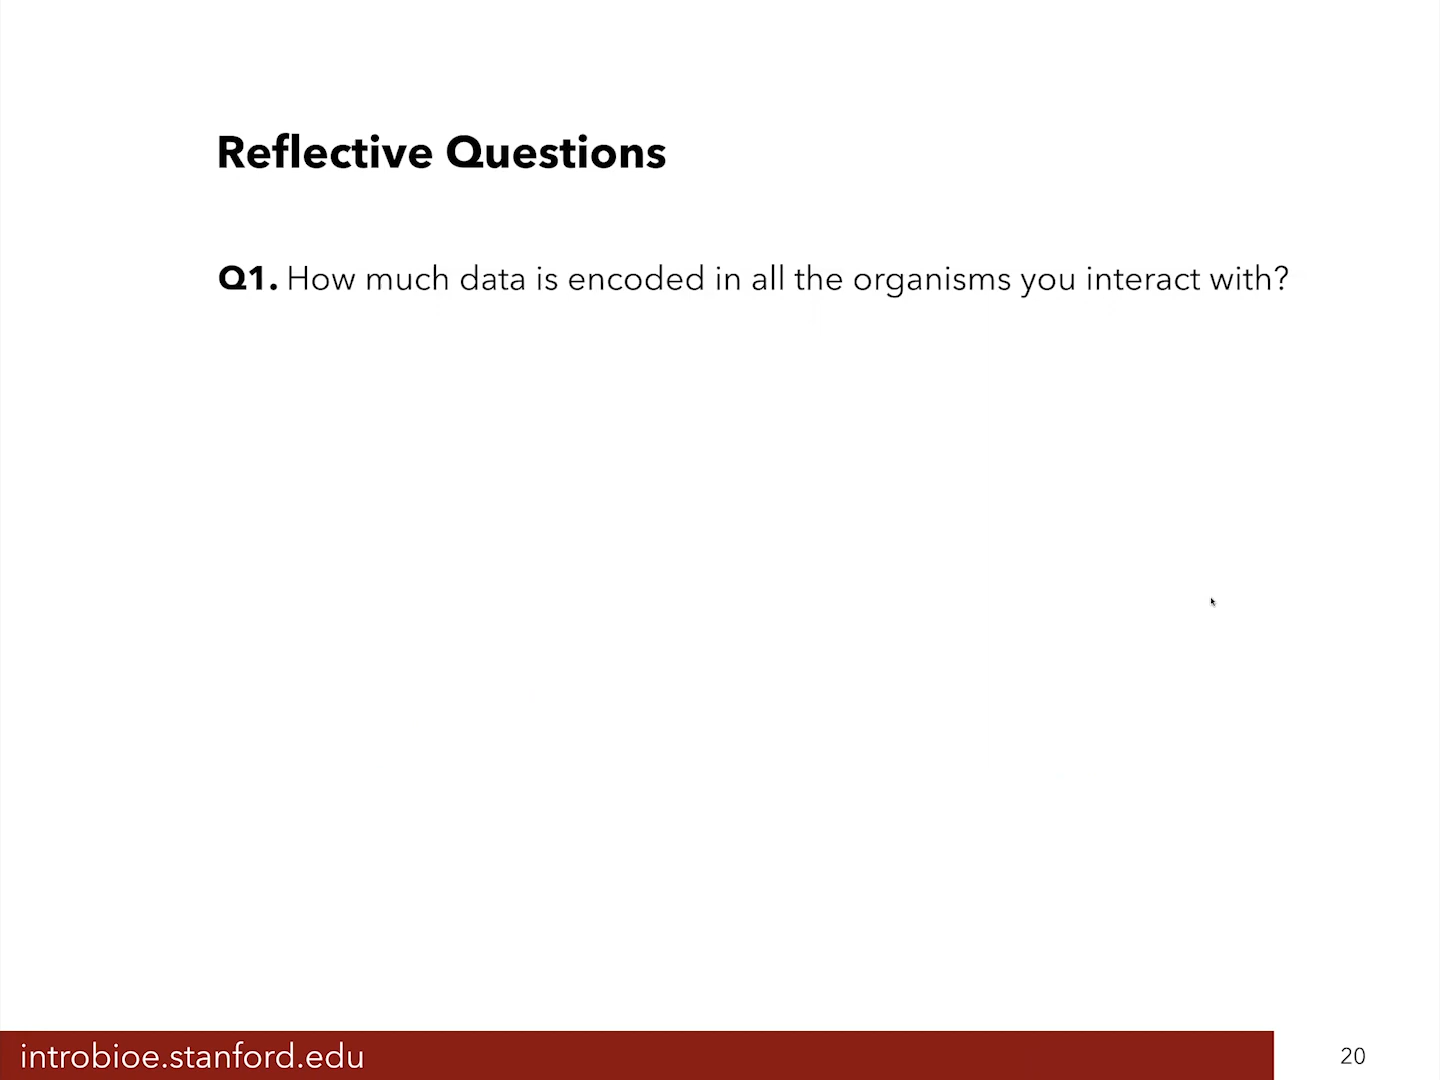 Reflective Questions
Q1. How much data is encoded in all the organisms you interact with?
introbioe.stanford.edu
20